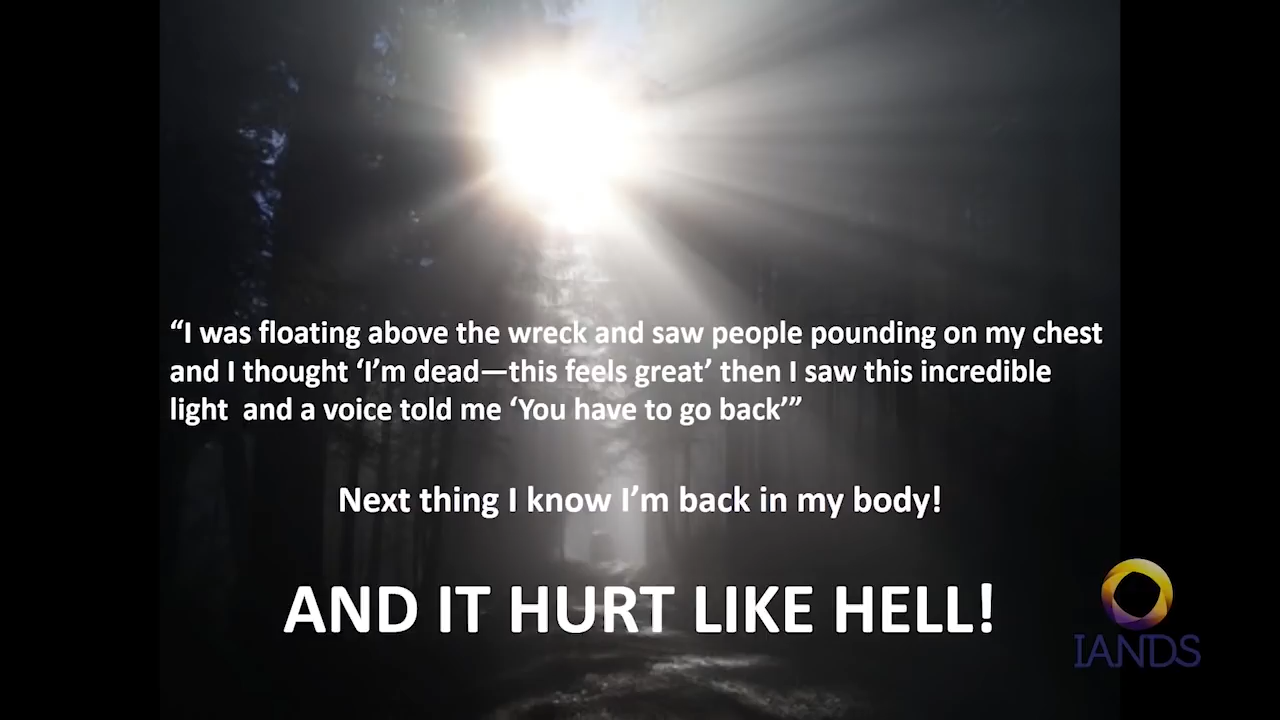 “I was floating above the wreck and saw people pounding on my chest
and I thought ‘I’m dead—this feels great’ then I saw this incredible
light  and a voice told me ‘You have to go back’”
Next thing I know I’m back in my body!
AND IT HURT LIKE HELL!
IANDS